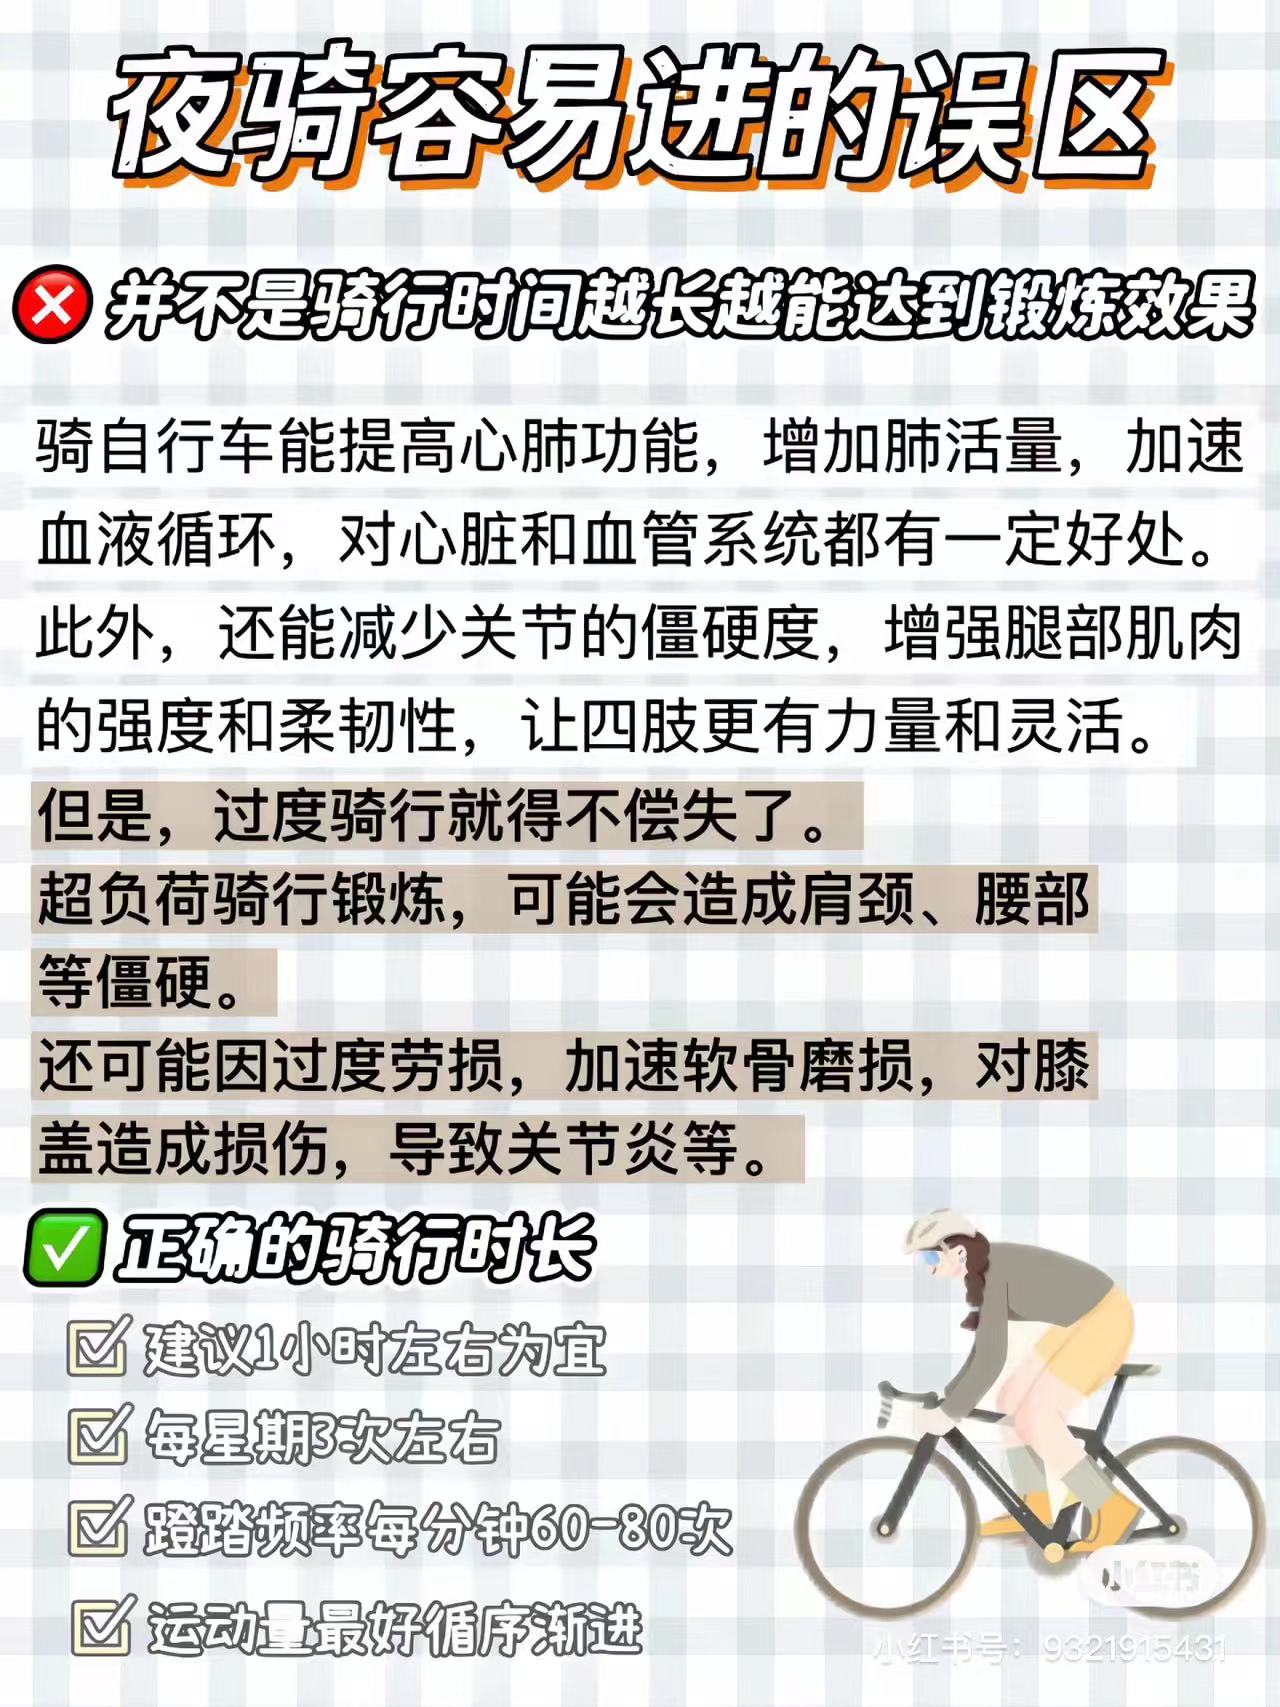 夜骑容易进的误区
并不是骑行时间越长越能达到锻炼效果
骑自行车能提高心肺功能，增加肺活量，加速
血液循环，对心脏和血管系统都有一定好处。
此外，还能减少关节的僵硬度，增强腿部肌肉
的强度和柔韧性，让四肢更有力量和灵活。
但是，过度骑行就得不偿失了。
超负荷骑行锻炼，可能会造成肩颈、腰部
等僵硬。
还可能因过度劳损，加速软骨磨损，对膝
盖造成损伤，导致关节炎等。
正确的骑行时长
建议1小时左右为宜
每星期3次左右
蹬踏频率每分钟60-80次
运动量最好循序渐进
小红书
小红书号：9321915431